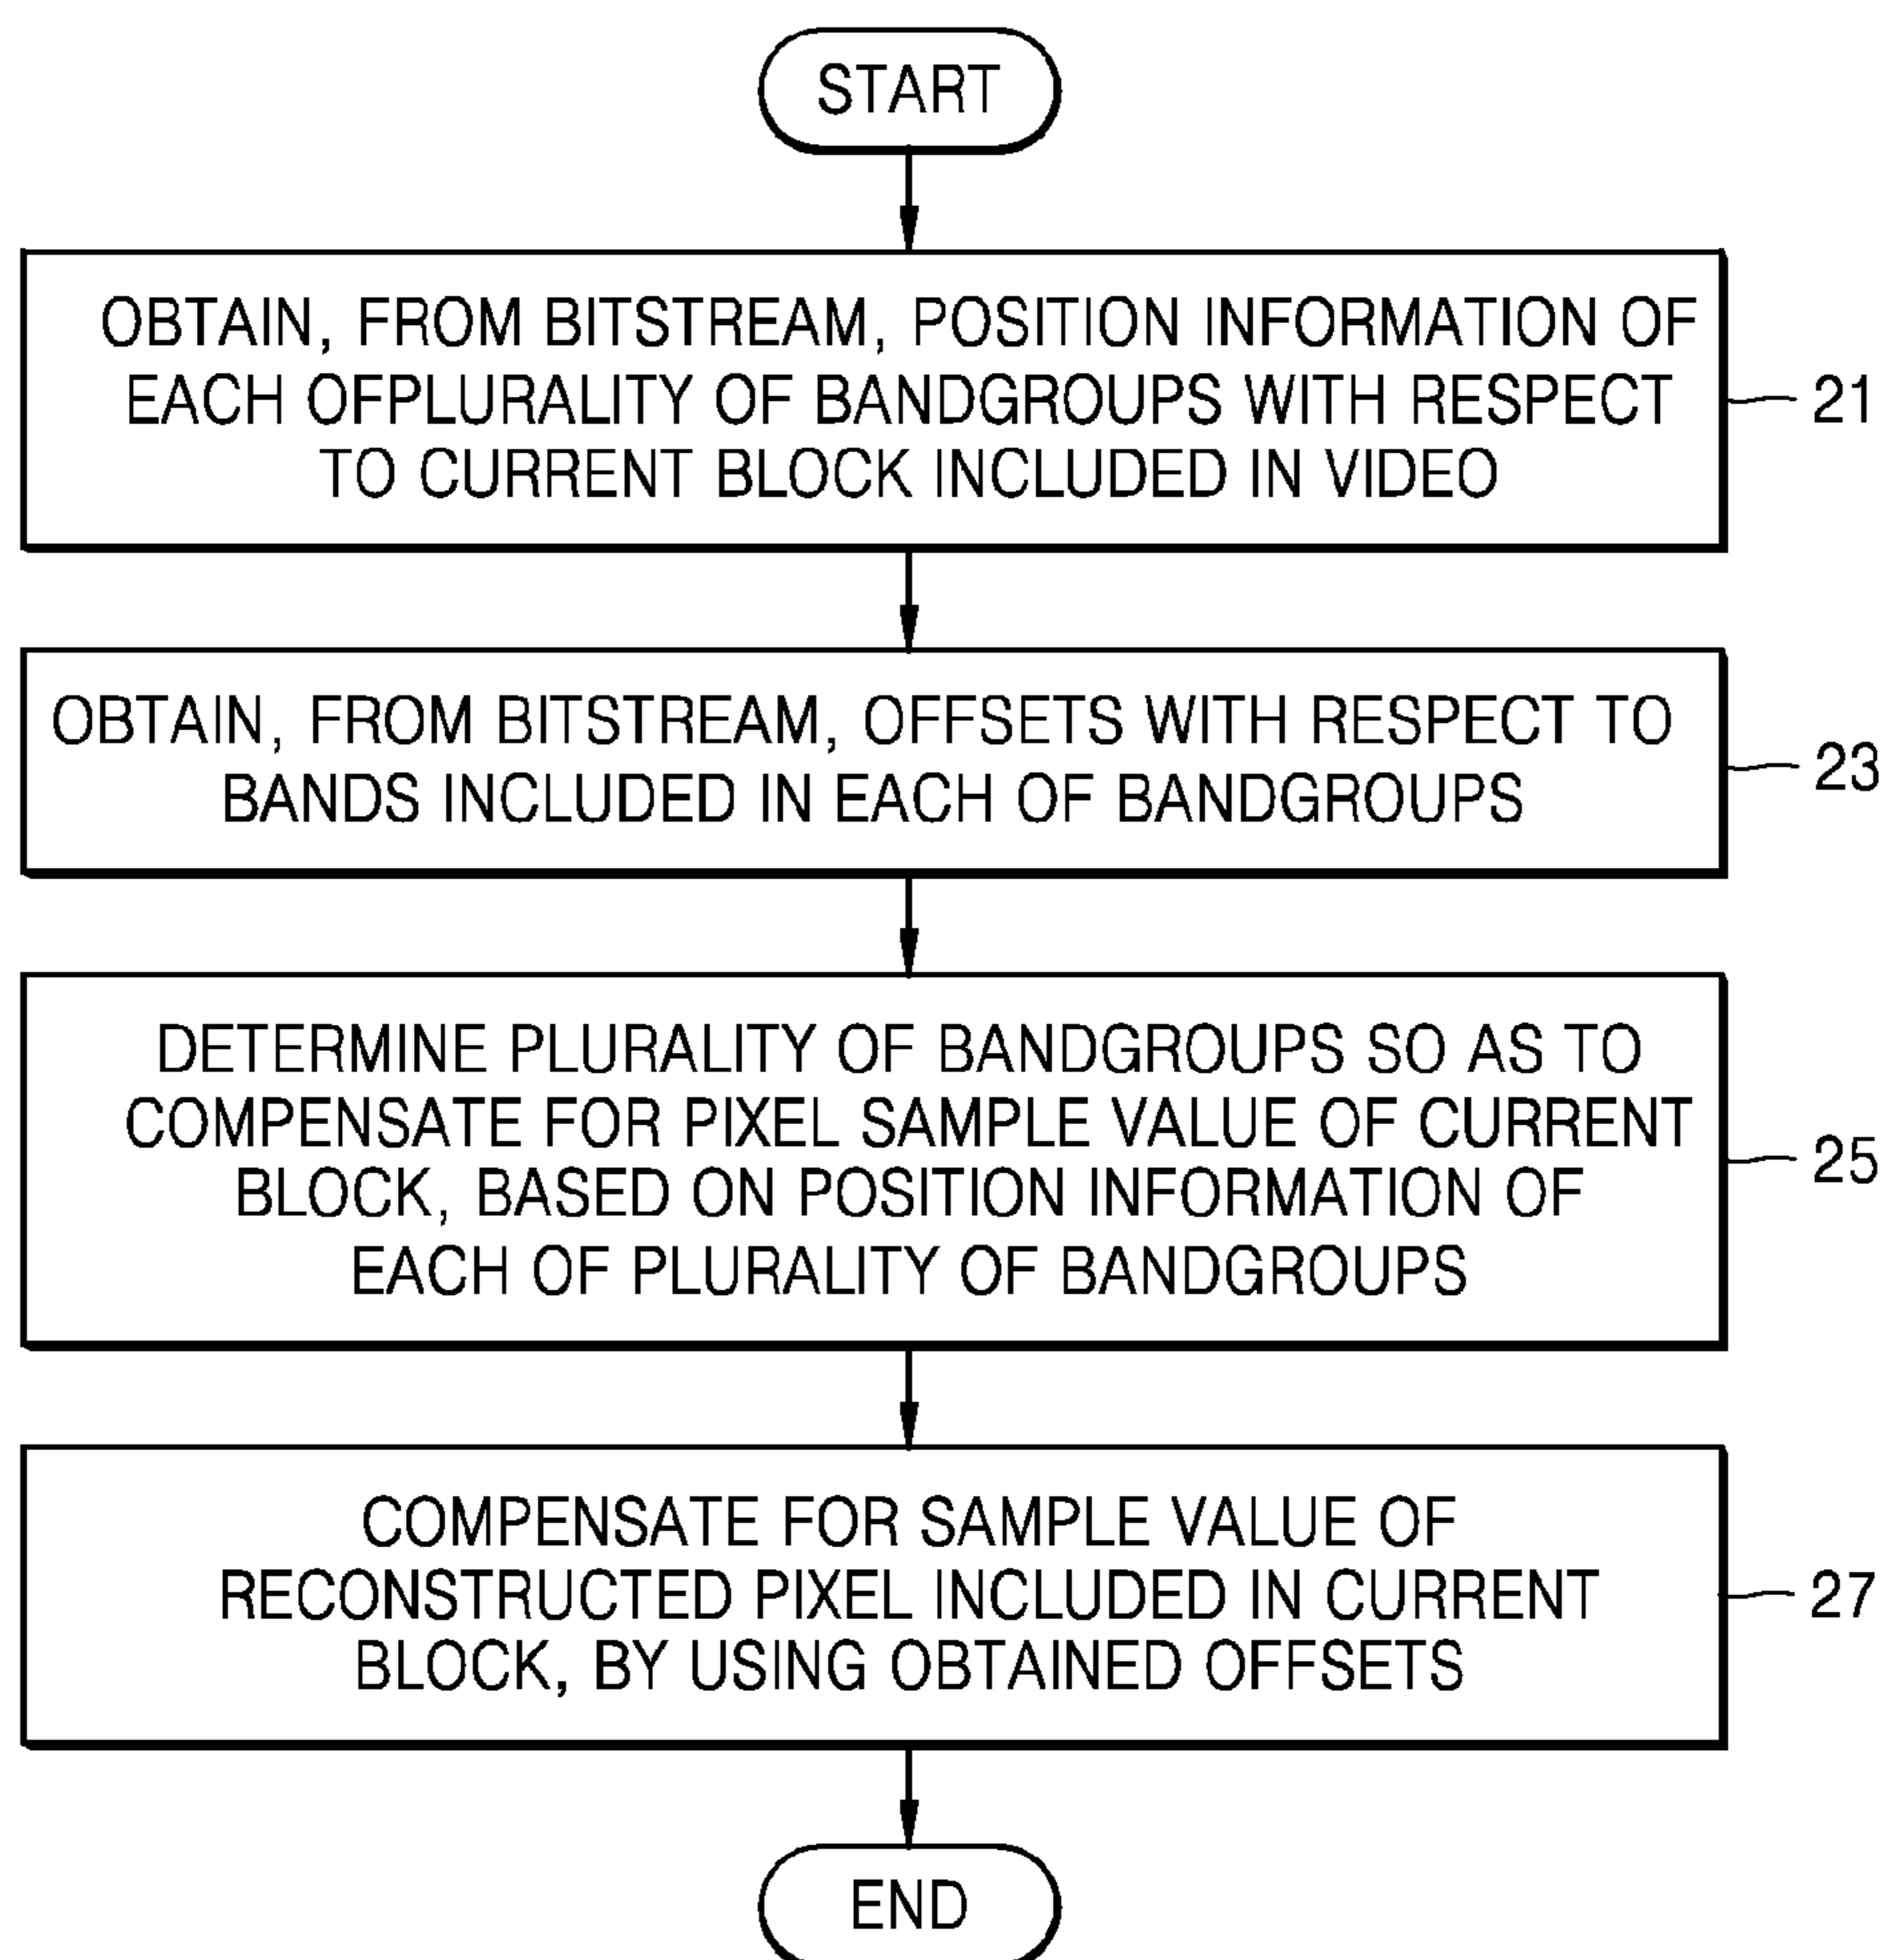 START
OBTAIN, FROM BITSTREAM, POSITION INFORMATION OF
EACH OFPLURALITY OF BANDGROUPS WITH RESPECT
TO CURRENT BLOCK INCLUDED IN VIDEO
21
OBTAIN, FROM BITSTREAM, OFFSETS WITH RESPECT TO
BANDS INCLUDED IN EACH OF BANDGROUPS
23
DETERMINE PLURALITY OF BANDGROUPS SO AS TO
COMPENSATE FOR PIXEL SAMPLE VALUE OF CURRENT
BLOCK, BASED ON POSITION INFORMATION OF
EACH OF PLURALITY OF BANDGROUPS
25
COMPENSATE FOR SAMPLE VALUE OF
RECONSTRUCTED PIXEL INCLUDED IN CURRENT
BLOCK, BY USING OBTAINED OFFSETS
27
END